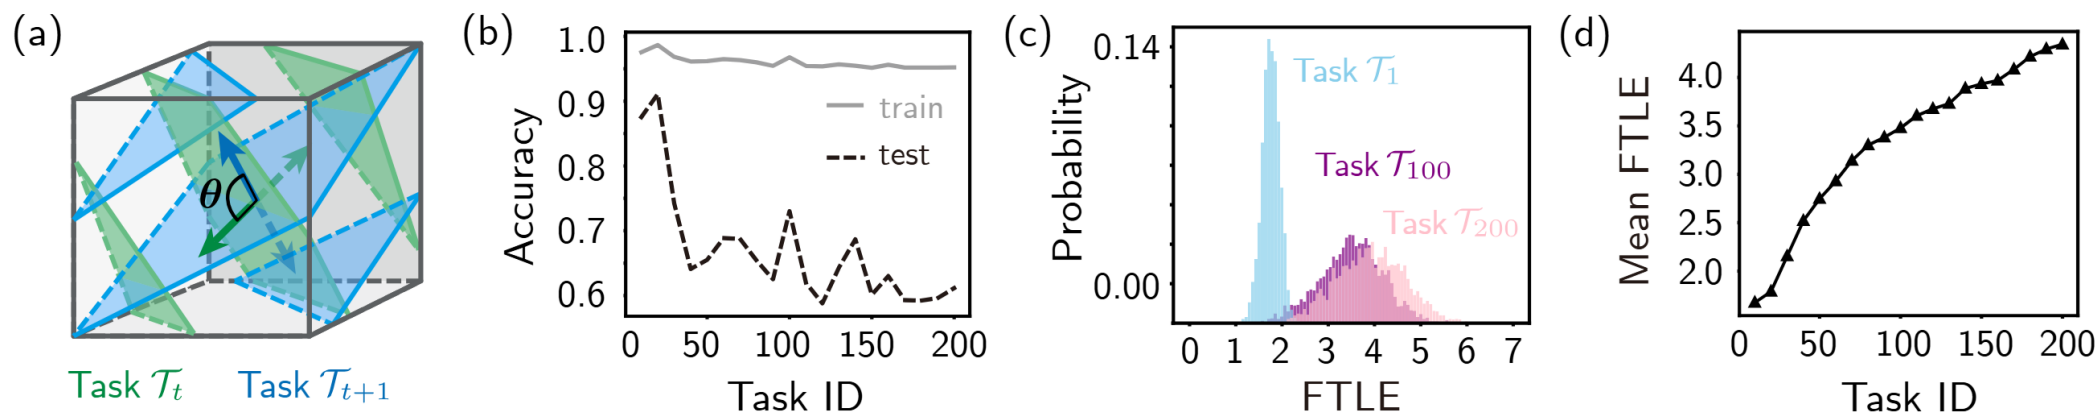 (a)
θ
Task 𝒯t
Task 𝒯t+1
(b)
Accuracy
1.0
0.9
0.8
0.7
0.6
train
test
0 50 100 150 200
Task ID
(c)
Probability
0.14
0.00
Task 𝒯1
Task 𝒯100
Task 𝒯200
0 1 2 3 4 5 6 7
FTLE
(d)
Mean FTLE
4.0
3.5
3.0
2.5
2.0
0 50 100 150 200
Task ID